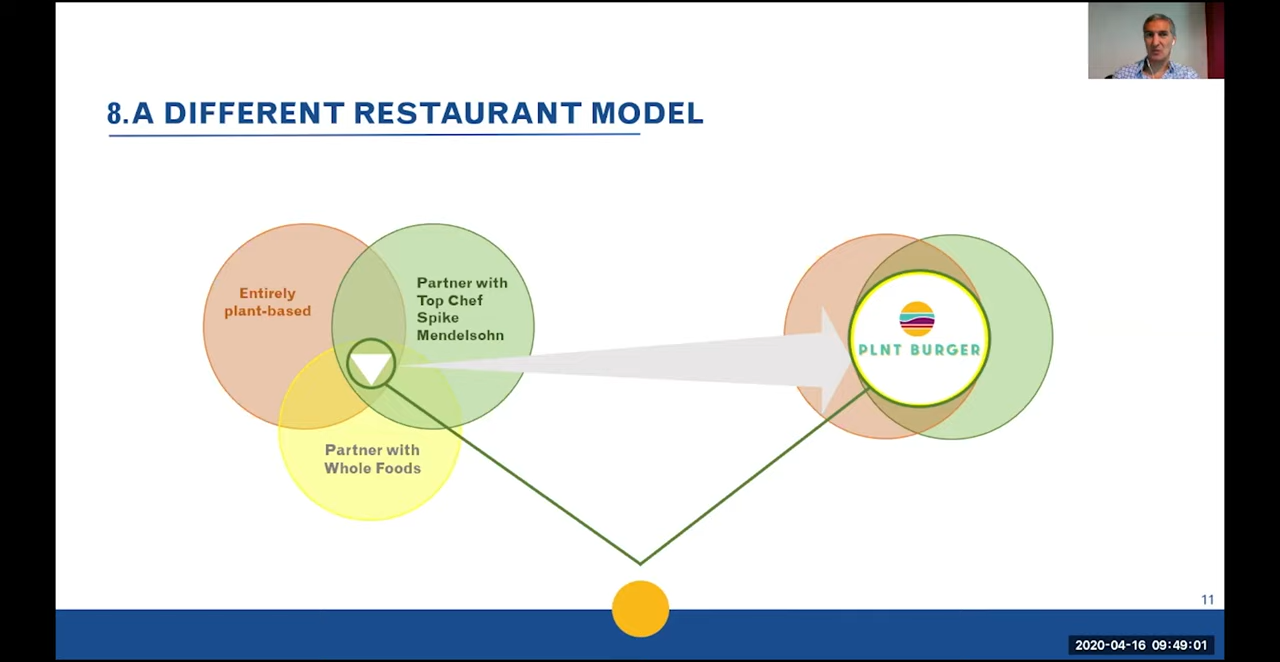 8.A DIFFERENT RESTAURANT MODEL
Entirely
plant-based
Partner with
Top Chef
Spike
Mendelsohn
Partner with
Whole Foods
PLNT BURGER
11
2020-04-16 09:49:01